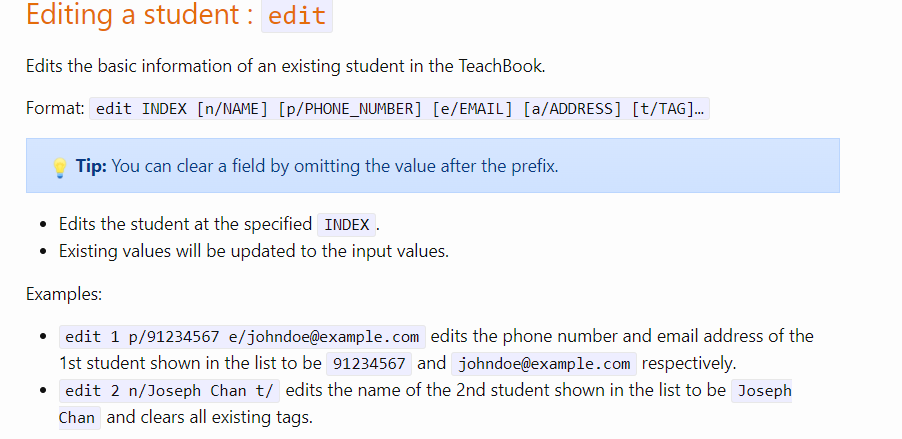 Editing a student : edit
Edits the basic information of an existing student in the TeachBook.
Format: edit INDEX [n/NAME] [p/PHONE_NUMBER] [e/EMAIL] [a/ADDRESS] [t/TAG]…
💡 Tip: You can clear a field by omitting the value after the prefix.
• Edits the student at the specified INDEX.
• Existing values will be updated to the input values.
Examples:
• edit 1 p/91234567 e/johndoe@example.com edits the phone number and email address of the
1st student shown in the list to be 91234567 and johndoe@example.com respectively.
• edit 2 n/Joseph Chan t/ edits the name of the 2nd student shown in the list to be Joseph
Chan and clears all existing tags.